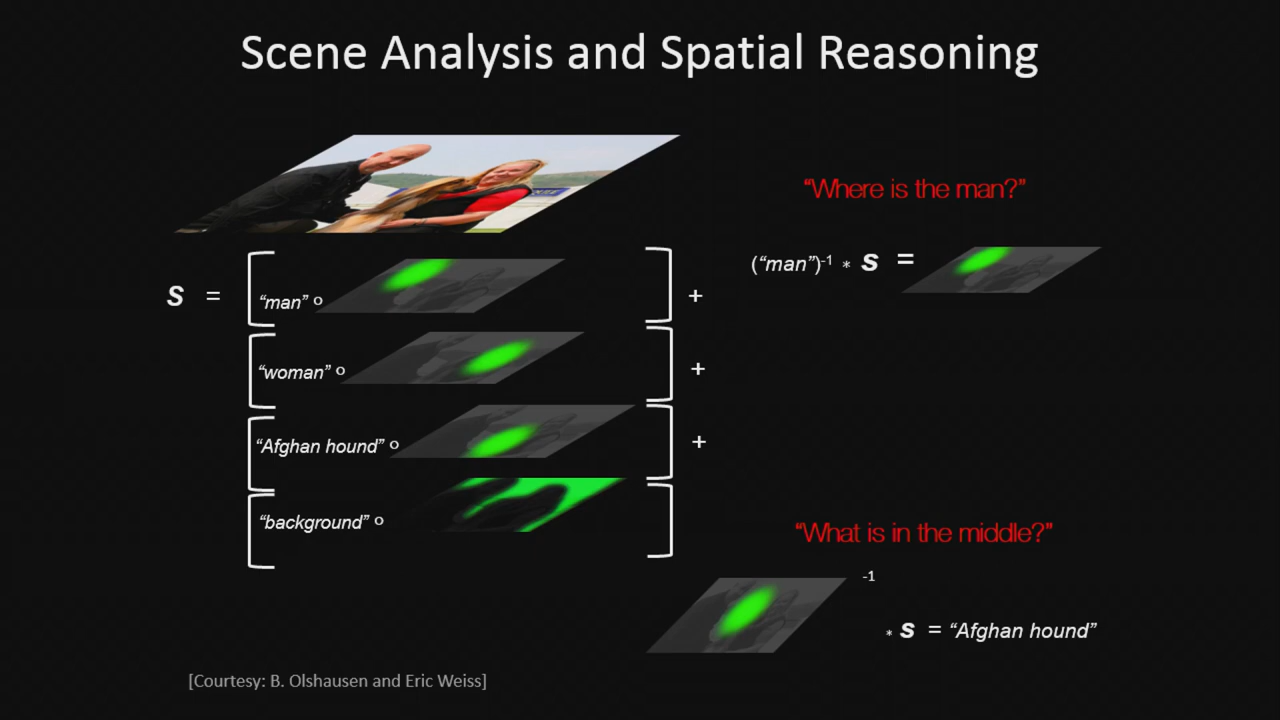 Scene Analysis and Spatial Reasoning
“Where is the man?”
(“man”)-1 * s =
s = “man” o +
“woman” o +
“Afghan hound” o +
“background” o
“What is in the middle?”
-1
* s = “Afghan hound”
[Courtesy: B. Olshausen and Eric Weiss]